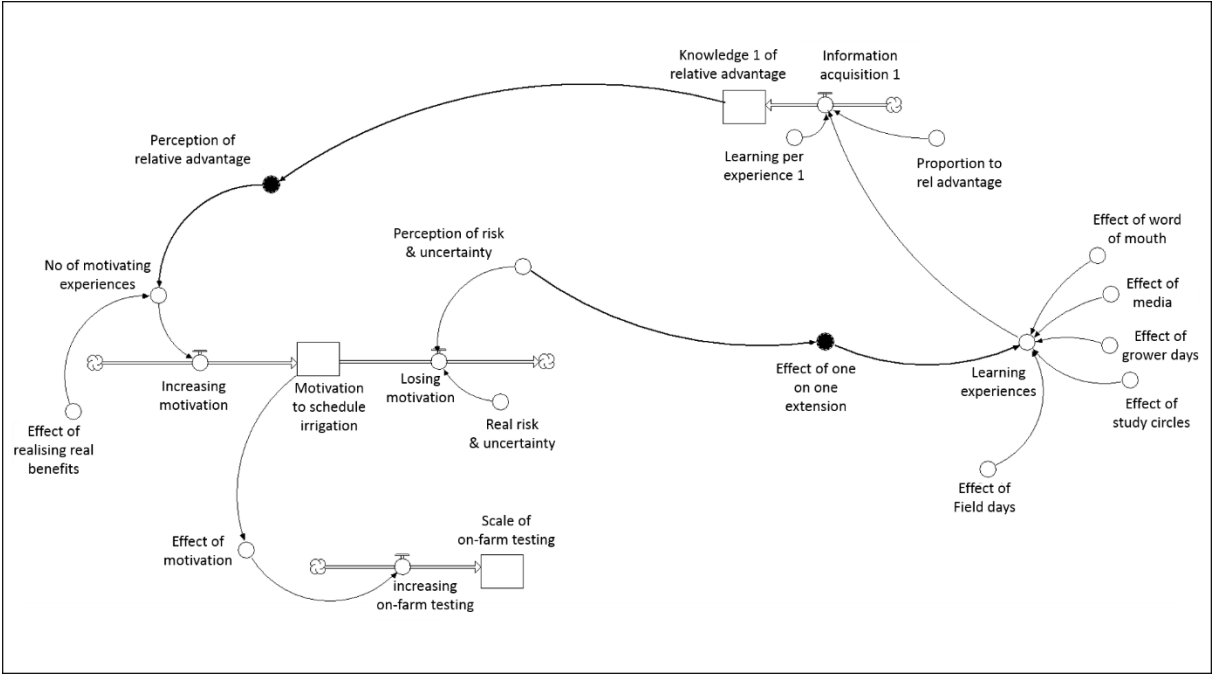 Knowledge 1 of
relative advantage
Information
acquisition 1
Perception of
relative advantage
Learning per
experience 1
Proportion to
rel advantage
Effect of word
of mouth
Perception of risk
& uncertainty
No of motivating
experiences
Effect of
media
Effect of
grower days
Effect of one
on one
extension
Learning
experiences
Increasing
motivation
Motivation
to schedule
irrigation
Losing
motivation
Effect of
study circles
Effect of
realising real
benefits
Real risk
& uncertainty
Effect of
Field days
Scale of
on-farm testing
Effect of
motivation
increasing
on-farm testing